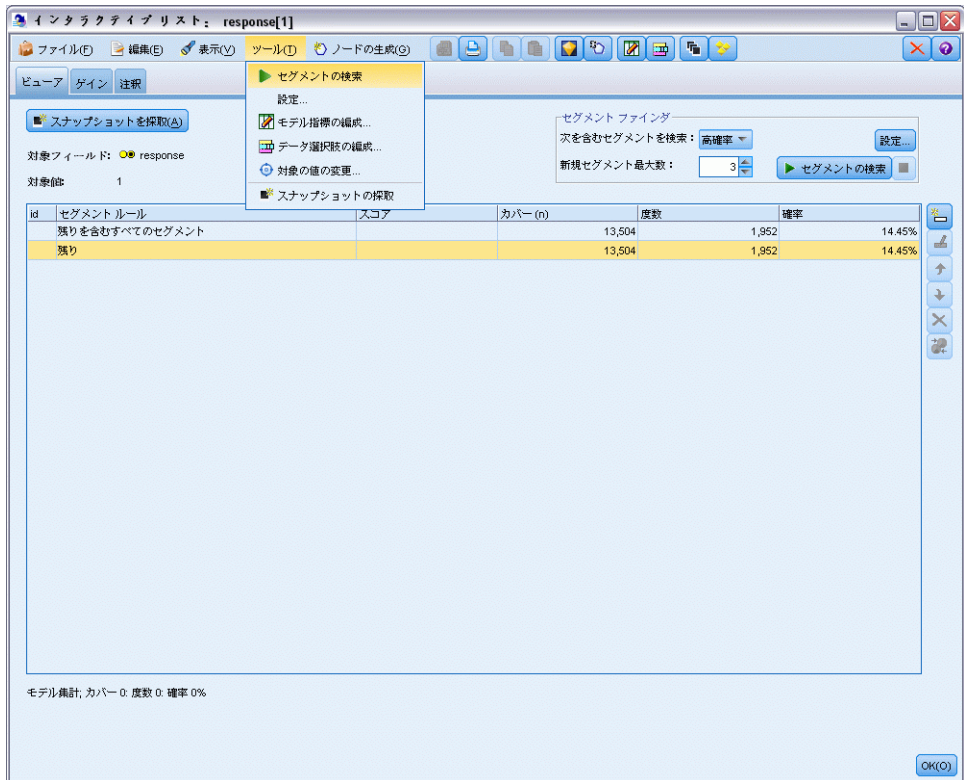 インタラクティブ リスト: response[1]
ファイル(F) 編集(E) 表示(V) ツール(T) ノードの生成(G)
ビューア ゲイン 注釈
セグメントの検索
設定...
モデル指標の編成...
データ選択肢の編成...
対象の値の変更...
スナップショットの採取
スナップショットを採取(A)
対象フィールド: response
対象値: 1
セグメント ファインダ
次を含むセグメントを検索: 高確率 設定...
新規セグメント最大数: 3 セグメントの検索
id セグメント ルール スコア カバー (n) 度数 確率
残りを含むすべてのセグメント 13,504 1,952 14.45%
残り 13,504 1,952 14.45%
モデル集計; カバー 0: 度数 0: 確率 0%
OK(O)